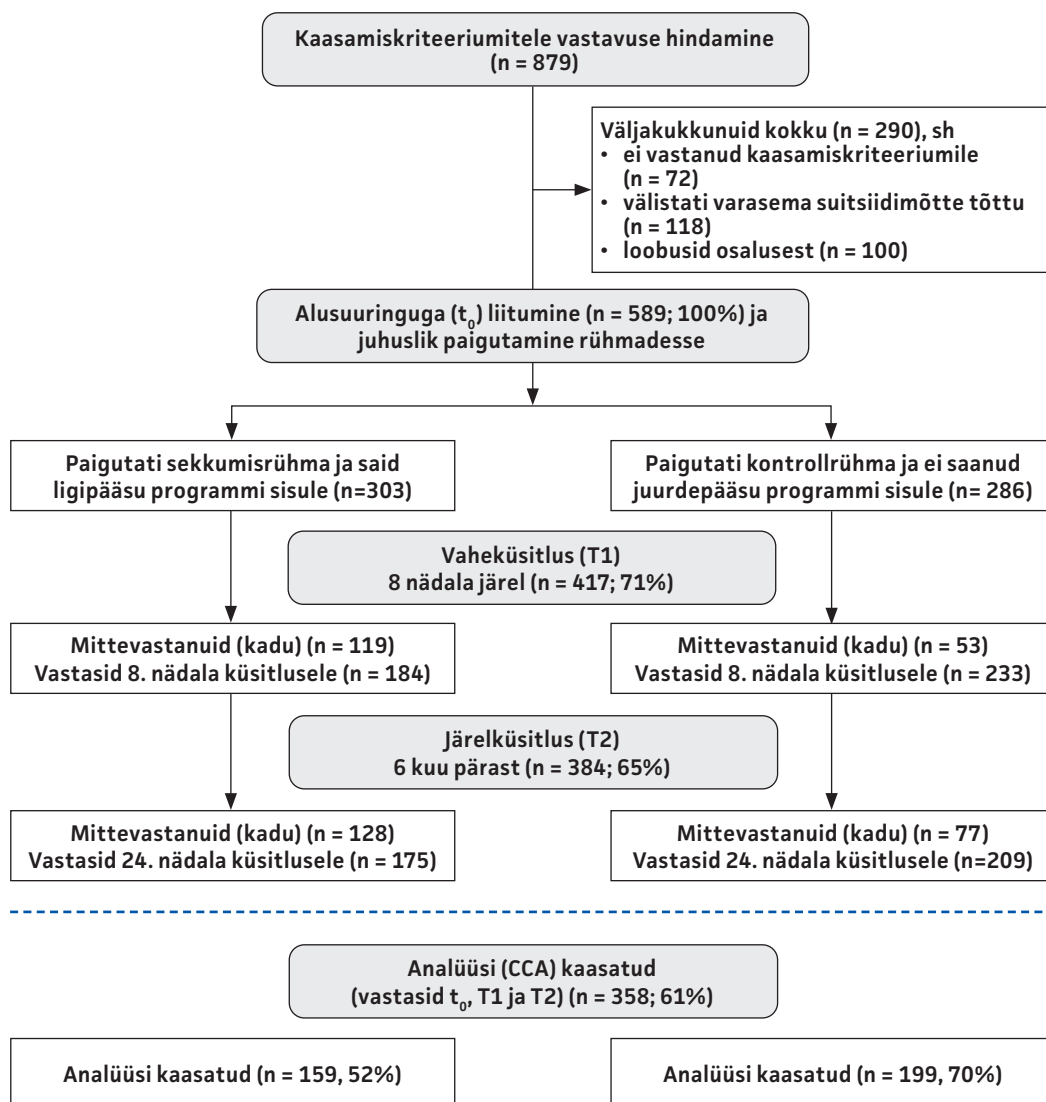 Kaasamiskriteeriumitele vastavuse hindamine
(n = 879)
Väljakukkunuid kokku (n = 290), sh
• ei vastanud kaasamiskriteeriumile
(n = 72)
• välistati varasema suitsiidimõtte tõttu
(n = 118)
• loobusid osalusest (n = 100)
Alusuuringuga (t₀) liitumine (n = 589; 100%) ja
juhuslik paigutamine rühmadesse
Paigutati sekkumisrühma ja said
ligipääsu programmi sisule (n=303)
Paigutati kontrollrühma ja ei saanud
juurdepääsu programmi sisule (n= 286)
Vaheküsitlus (T1)
8 nädala järel (n = 417; 71%)
Mittevastanuid (kadu) (n = 119)
Vastasid 8. nädala küsitlusele (n = 184)
Mittevastanuid (kadu) (n = 53)
Vastasid 8. nädala küsitlusele (n = 233)
Järelküsitlus (T2)
6 kuu pärast (n = 384; 65%)
Mittevastanuid (kadu) (n = 128)
Vastasid 24. nädala küsitlusele (n = 175)
Mittevastanuid (kadu) (n = 77)
Vastasid 24. nädala küsitlusele (n=209)
Analüüsi (CCA) kaasatud
(vastasid t₀, T1 ja T2) (n = 358; 61%)
Analüüsi kaasatud (n = 159, 52%)
Analüüsi kaasatud (n = 199, 70%)